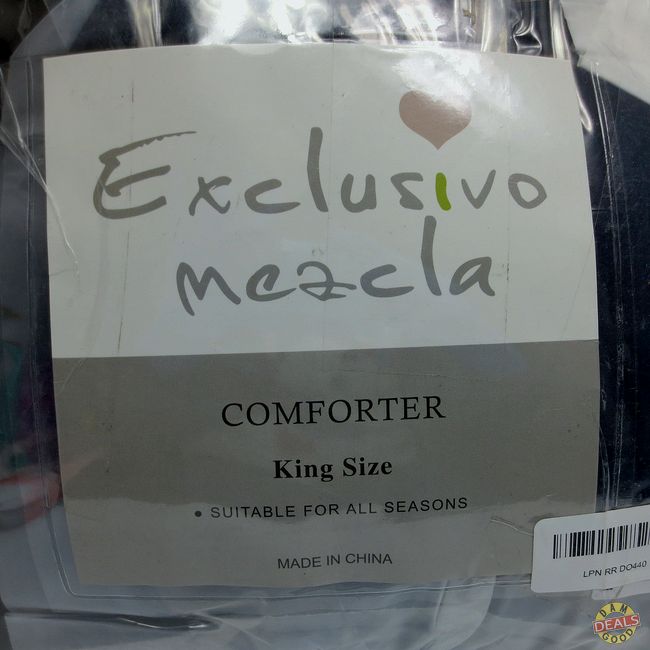 Exclusivo
mezcla
COMFORTER
King Size
• SUITABLE FOR ALL SEASONS
MADE IN CHINA
LPN RR DO440
DAM
DEALS
GOOD